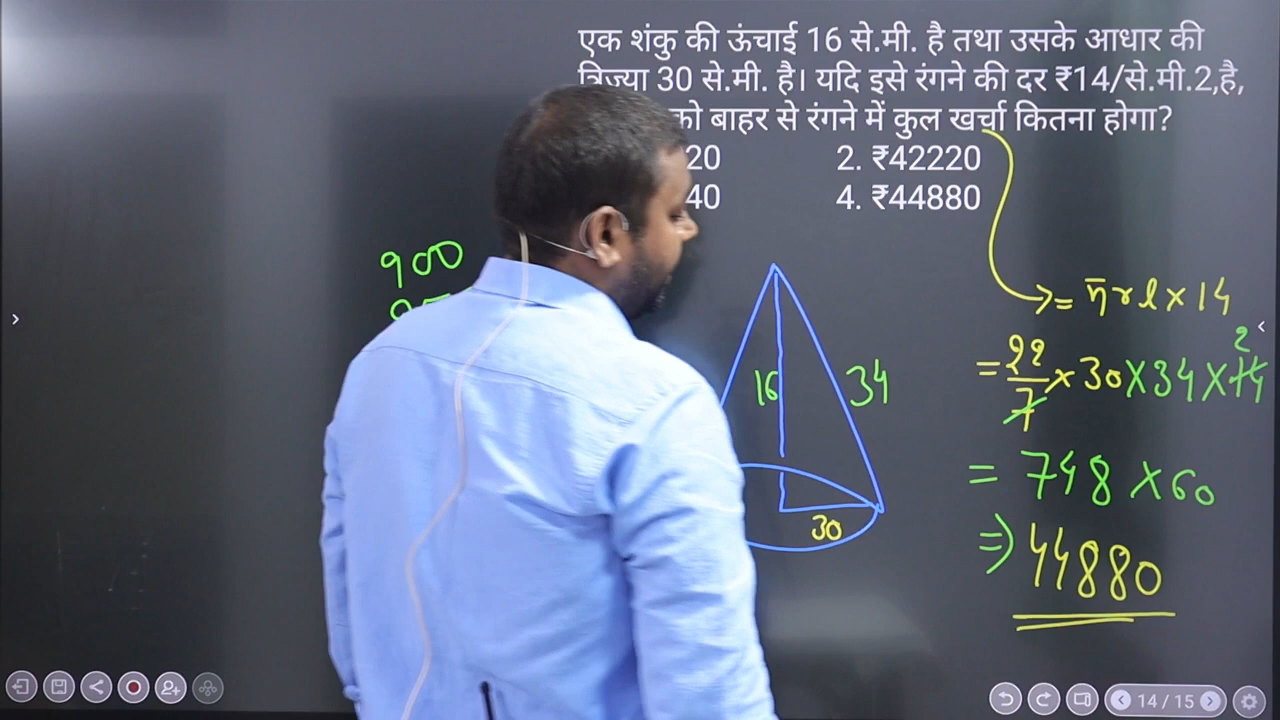 एक शंकु की ऊंचाई 16 से.मी. है तथा उसके आधार की
त्रिज्या 30 से.मी. है। यदि इसे रंगने की दर ₹14/से.मी.2,है,
को बाहर से रंगने में कुल खर्चा कितना होगा?
20 2. ₹42220
40 4. ₹44880
900
16
34
30
= πrl×14
= 22/7 × 30 × 34 × 14 2
= 748 × 60
⇒ 44880
14 / 15